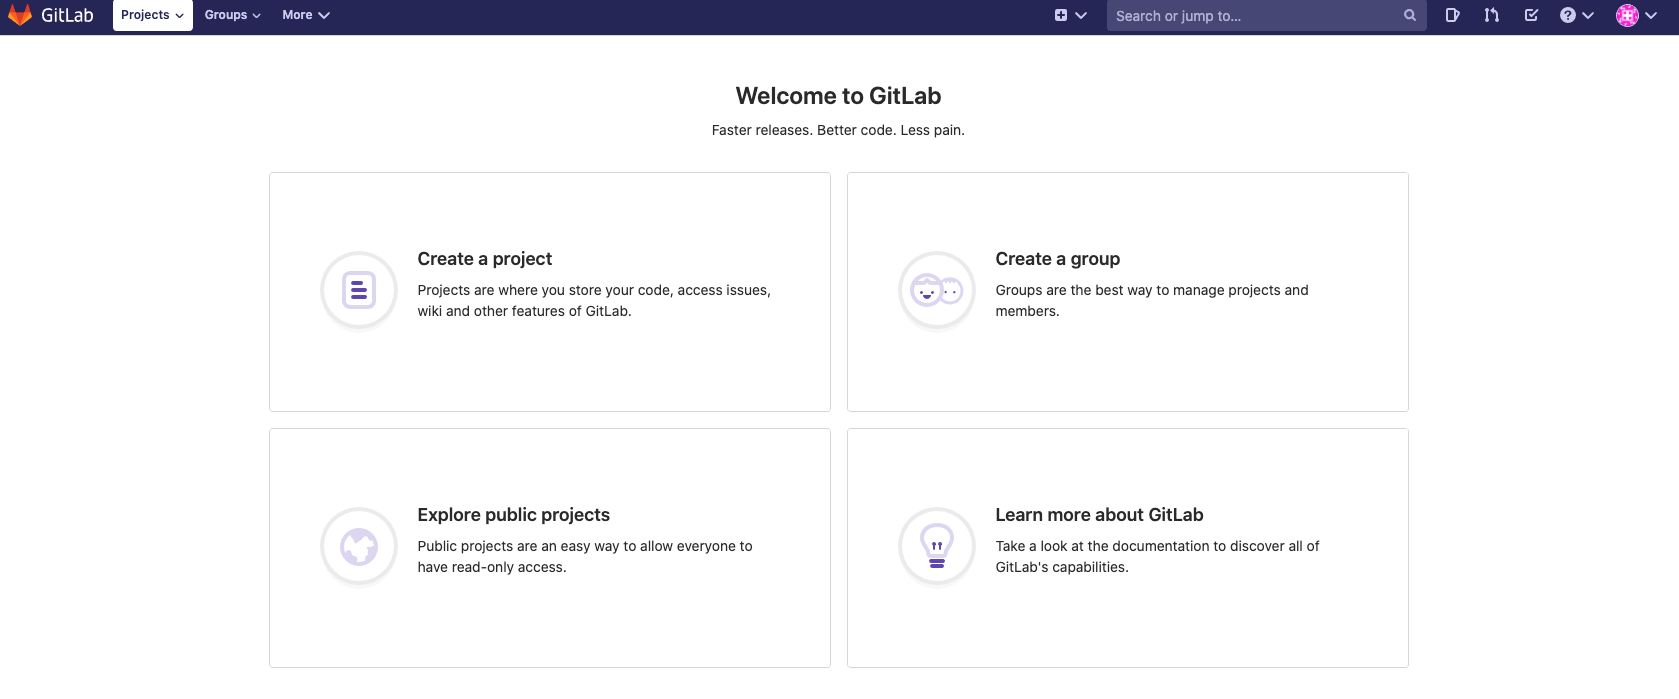 GitLab Projects Groups More Search or jump to...
Welcome to GitLab
Faster releases. Better code. Less pain.
Create a project
Projects are where you store your code, access issues,
wiki and other features of GitLab.
Create a group
Groups are the best way to manage projects and
members.
Explore public projects
Public projects are an easy way to allow everyone to
have read-only access.
Learn more about GitLab
Take a look at the documentation to discover all of
GitLab's capabilities.